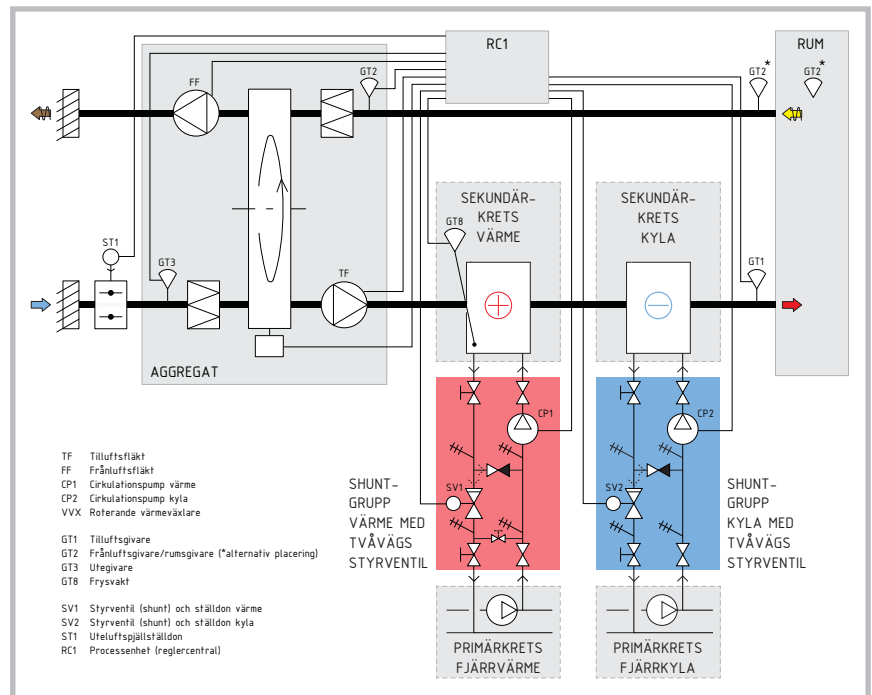 RC1
RUM
FF
GT2
GT2*
GT2*
SEKUNDÄR-
KRETS
VÄRME
SEKUNDÄR-
KRETS
KYLA
GT8
ST1
GT3
TF
GT1
AGGREGAT
CP1
CP2
SV1
SV2
SHUNT-
GRUPP
VÄRME MED
TVÅVÄGS
STYRVENTIL
SHUNT-
GRUPP
KYLA MED
TVÅVÄGS
STYRVENTIL
PRIMÄRKRETS
FJÄRRVÄRME
PRIMÄRKRETS
FJÄRRKYLA
TF Tilluftsfläkt
FF Frånluftsfläkt
CP1 Cirkulationspump värme
CP2 Cirkulationspump kyla
VVX Roterande värmeväxlare
GT1 Tilluftsgivare
GT2 Frånluftsgivare/rumsgivare (*alternativ placering)
GT3 Utegivare
GT8 Frysvakt
SV1 Styrventil (shunt) och ställdon värme
SV2 Styrventil (shunt) och ställdon kyla
ST1 Uteluftspjällställdon
RC1 Processenhet (reglercentral)